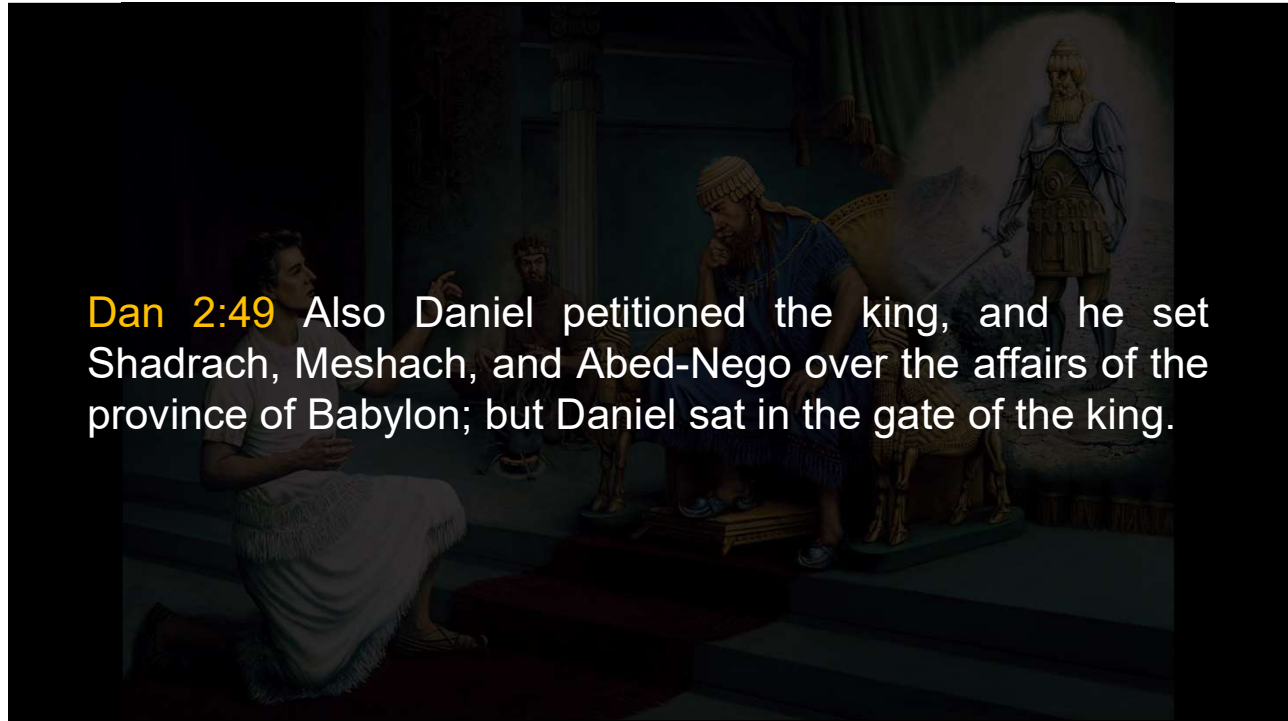 Dan 2:49 Also Daniel petitioned the king, and he set
Shadrach, Meshach, and Abed-Nego over the affairs of the
province of Babylon; but Daniel sat in the gate of the king.